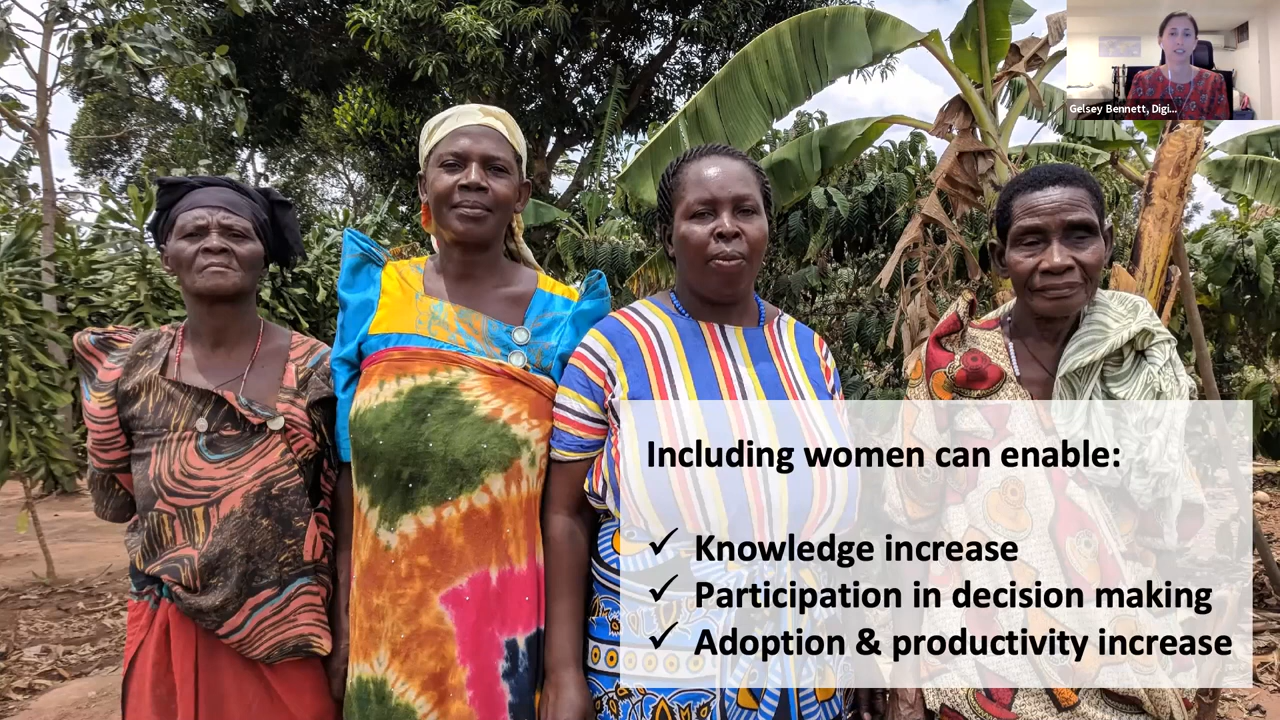 Gelsey Bennett, Digi...
Including women can enable:
✓ Knowledge increase
✓ Participation in decision making
✓ Adoption & productivity increase